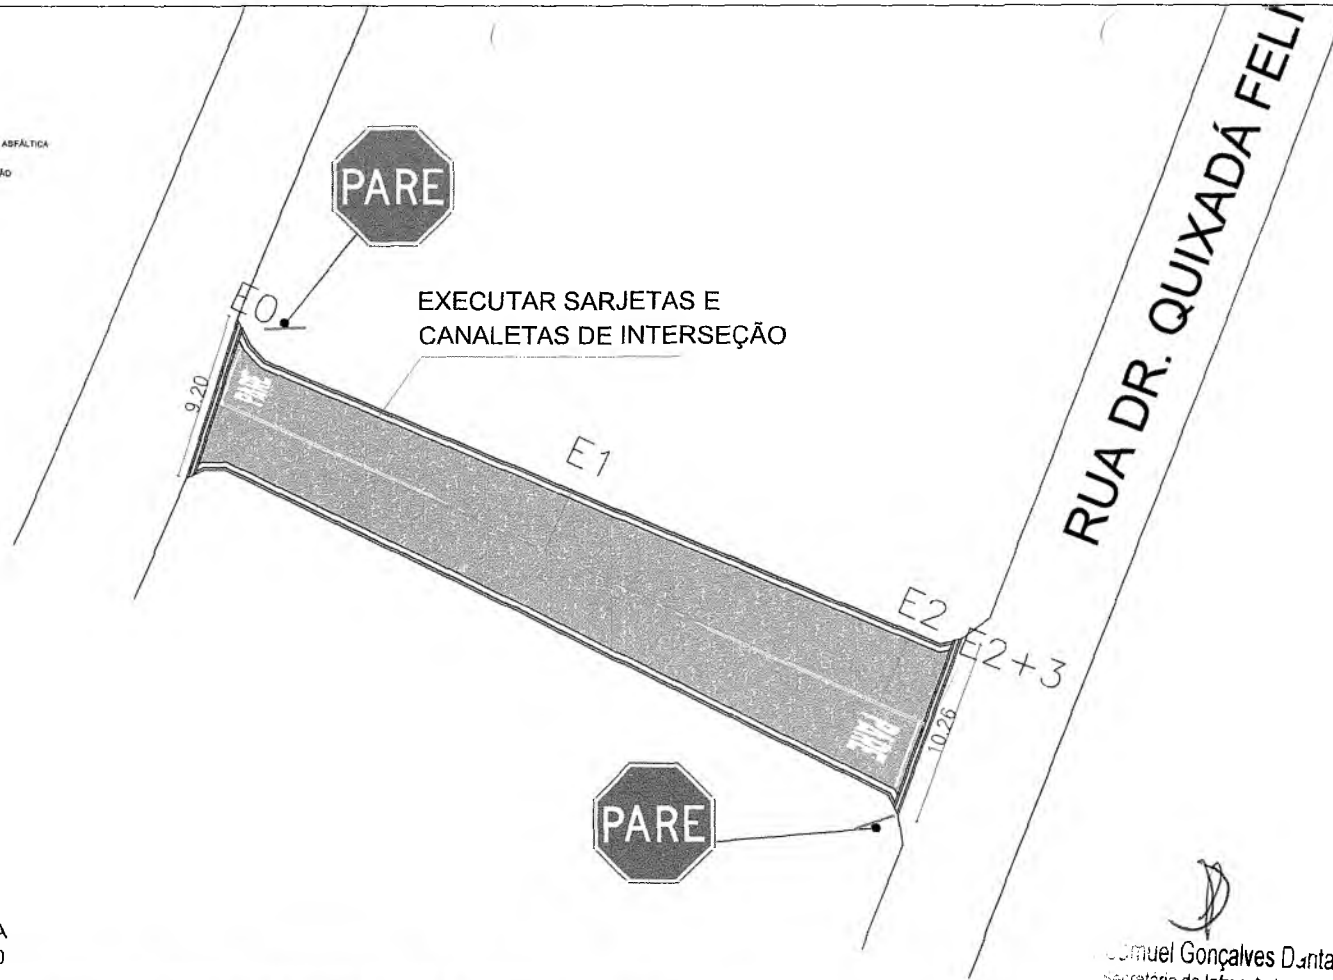 ASFÁLTICA
PARE
E0
EXECUTAR SARJETAS E
CANALETAS DE INTERSEÇÃO
9.20
PARE
E1
RUA DR. QUIXADÁ
E2
E2+3
PARE
10.26
PARE
Gonçalves